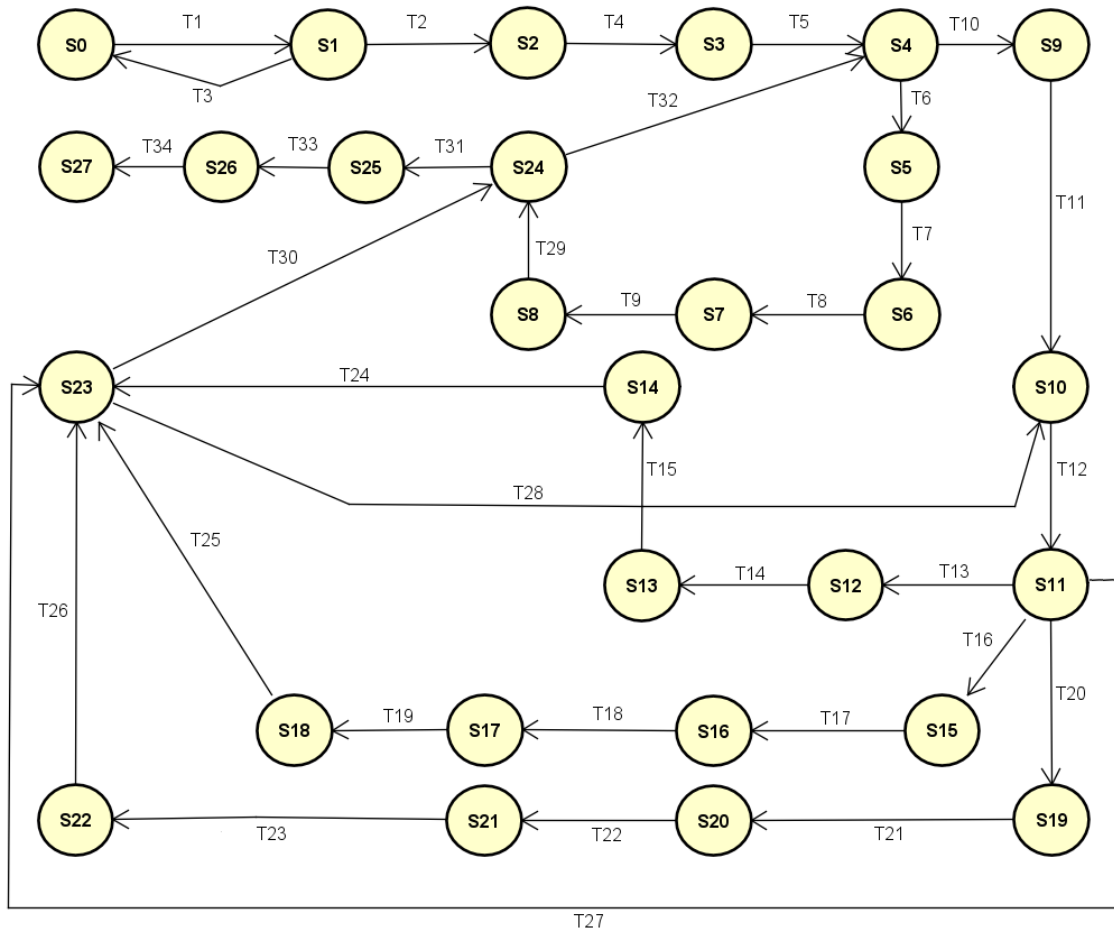 T1 T2 T4 T5 T10
S0 S1 S2 S3 S4 S9
T3 T32 T6
T34 T33 T31
S27 S26 S25 S24 S5
T11
T7
T30 T29
T9 T8
S8 S7 S6
T24
S23 S14 S10
T15 T12
T28
T25
T14 T13
S13 S12 S11
T26
T16
T20
T19 T18 T17
S18 S17 S16 S15
S22 S21 S20 S19
T23 T22 T21
T27